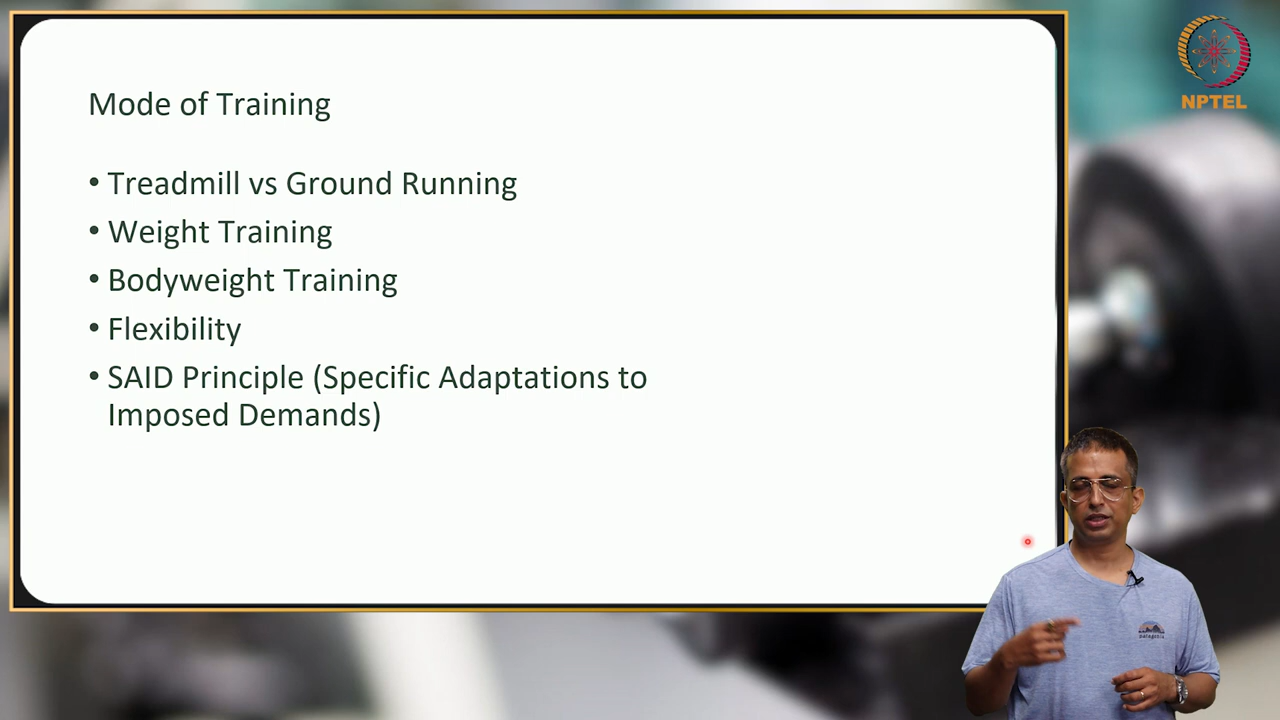 NPTEL
Mode of Training
• Treadmill vs Ground Running
• Weight Training
• Bodyweight Training
• Flexibility
• SAID Principle (Specific Adaptations to
Imposed Demands)
patagonia